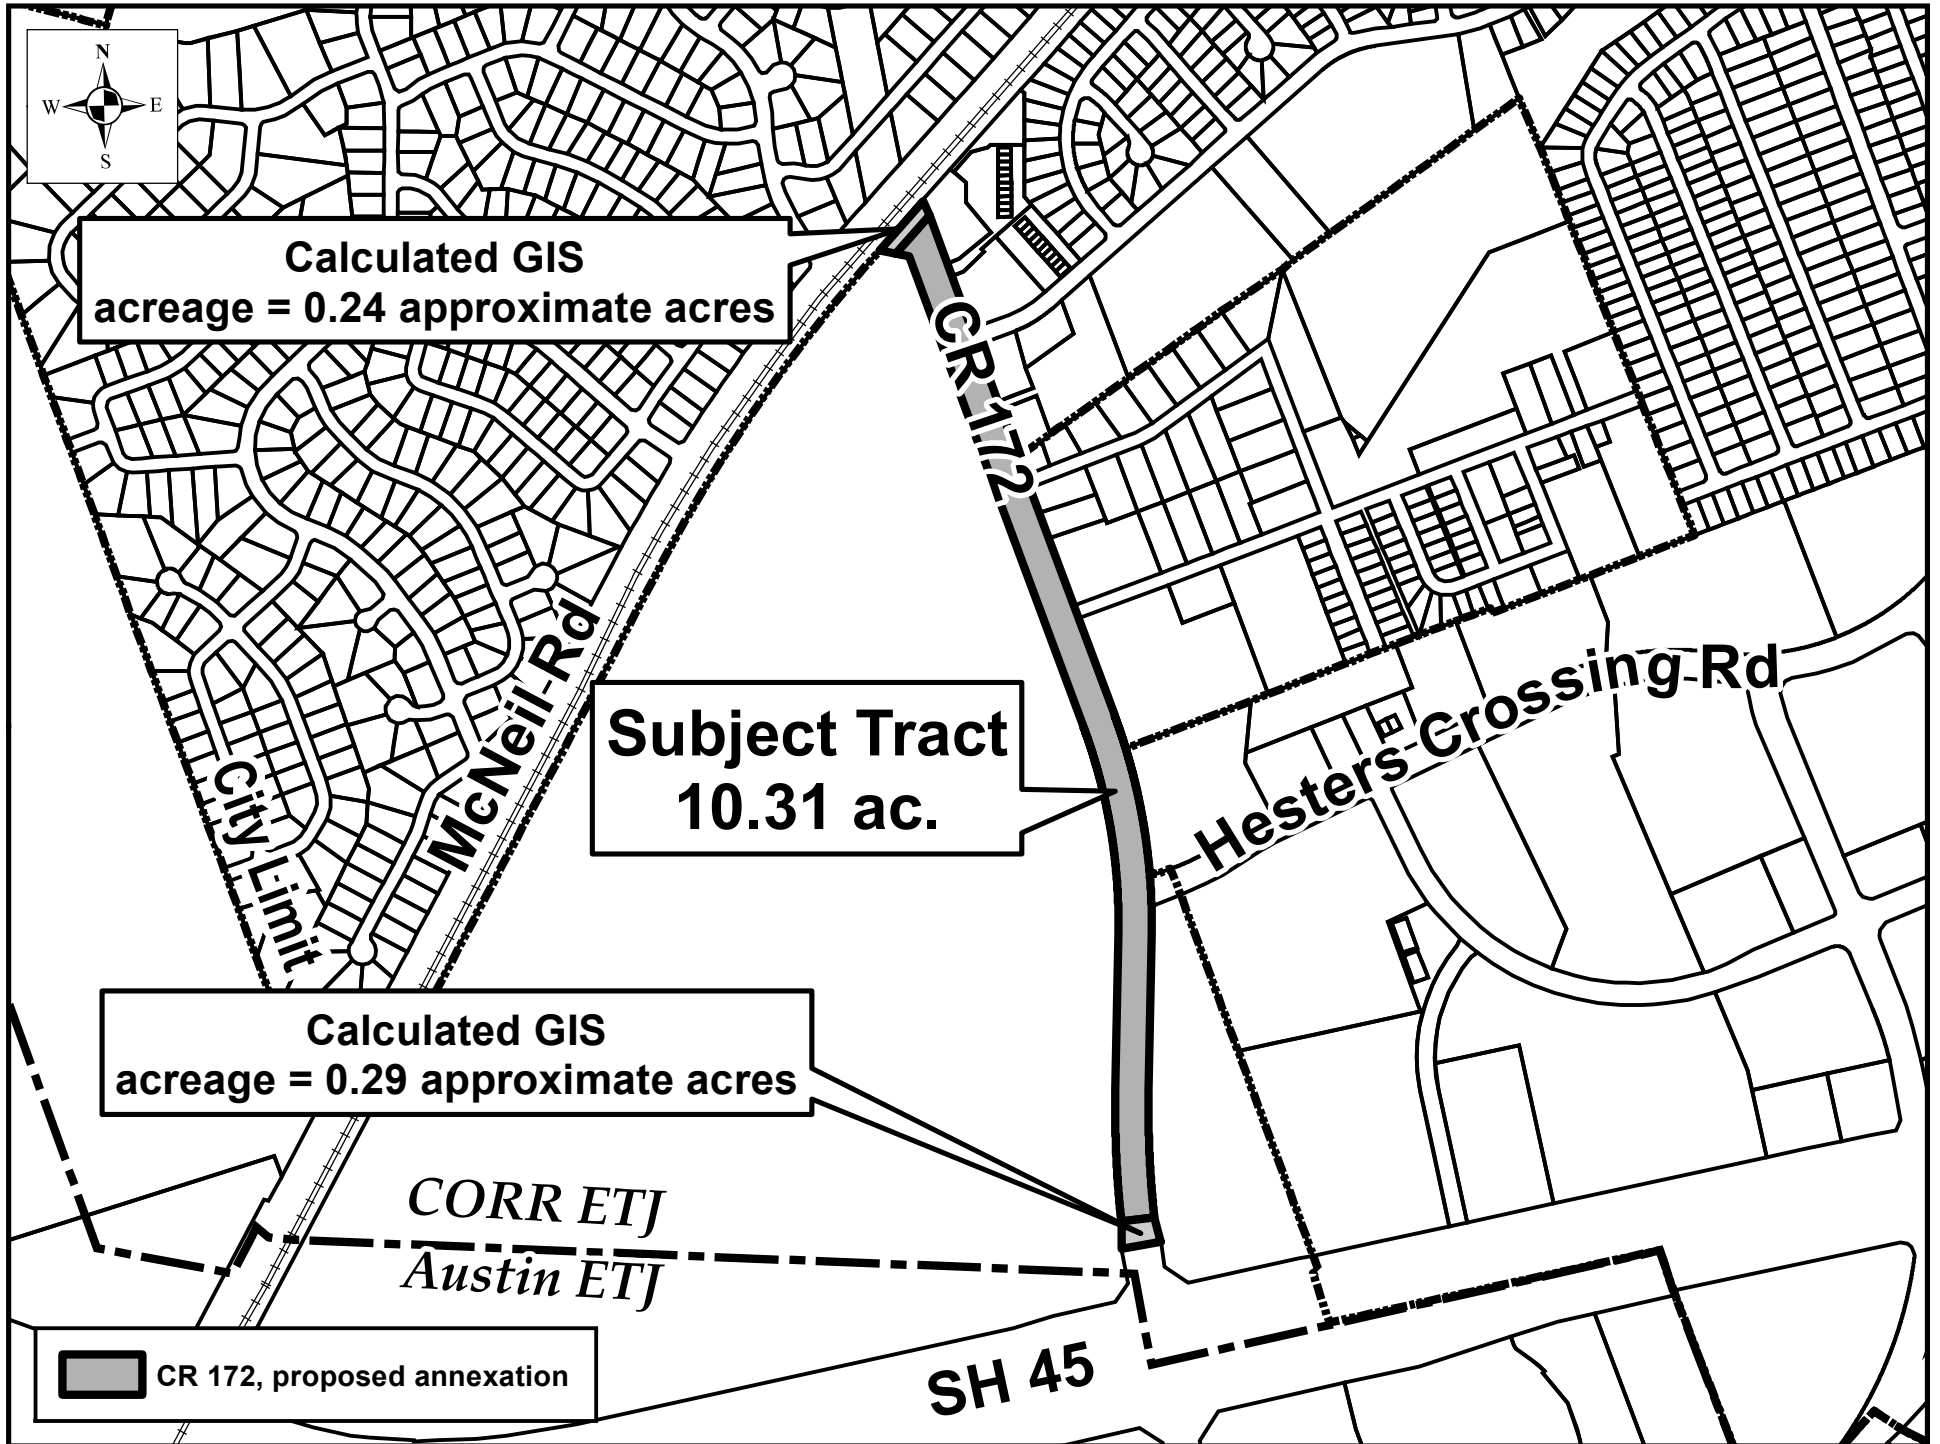 N
W E
S
Calculated GIS
acreage = 0.24 approximate acres
CR 172
McNeil Rd
City Limit
Subject Tract
10.31 ac.
Hesters Crossing Rd
Calculated GIS
acreage = 0.29 approximate acres
CORR ETJ
Austin ETJ
SH 45
CR 172, proposed annexation